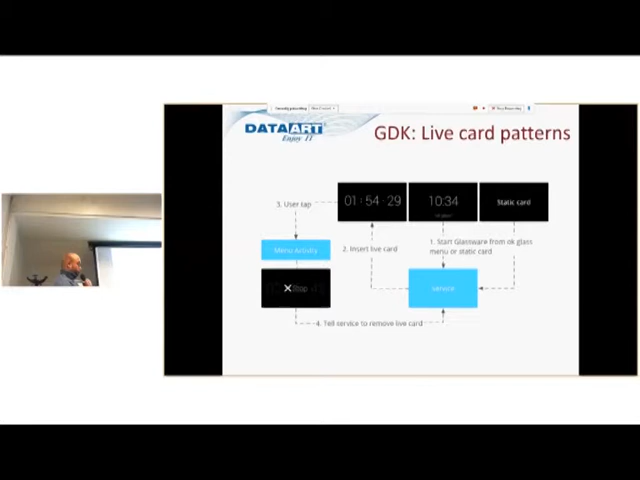 DATAART
Enjoy IT
GDK: Live card patterns
3. User tap
01:54·29
10:34
Static card
Menu Activity
2. Insert live card
1. Start Glassware from ok glass
menu or static card
Stop
Service
4. Tell service to remove live card